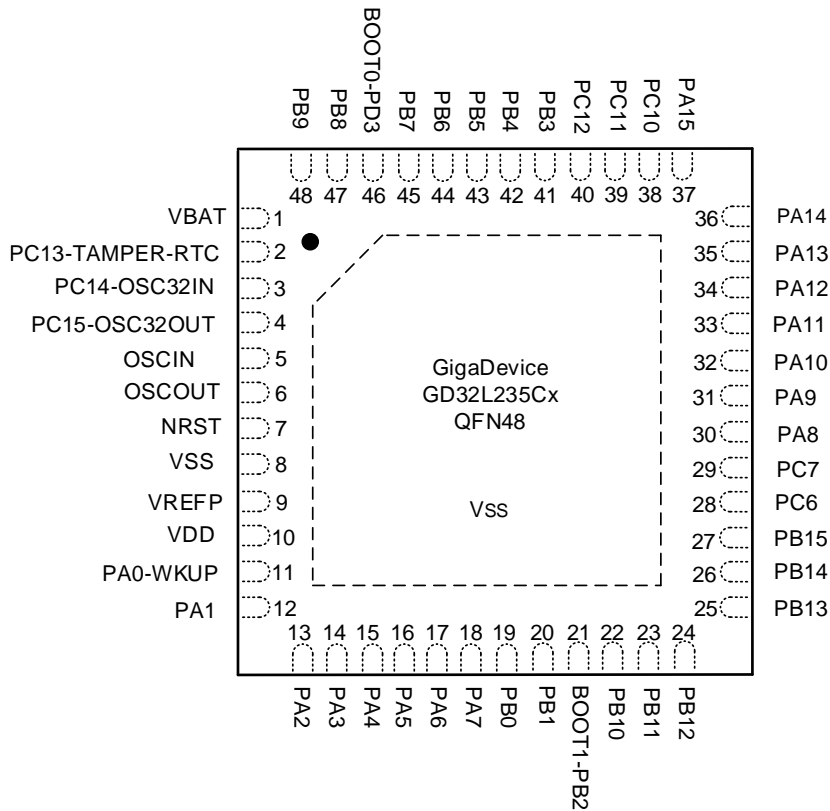 PB9
PB8
BOOT0-PD3
PB7
PB6
PB5
PB4
PB3
PC12
PC11
PC10
PA15
48
47
46
45
44
43
42
41
40
39
38
37
VBAT
1
PC13-TAMPER-RTC
2
PC14-OSC32IN
3
PC15-OSC32OUT
4
OSCIN
5
OSCOUT
6
NRST
7
VSS
8
VREFP
9
VDD
10
PA0-WKUP
11
PA1
12
GigaDevice
GD32L235Cx
QFN48
VSS
36
PA14
35
PA13
34
PA12
33
PA11
32
PA10
31
PA9
30
PA8
29
PC7
28
PC6
27
PB15
26
PB14
25
PB13
13
14
15
16
17
18
19
20
21
22
23
24
PA2
PA3
PA4
PA5
PA6
PA7
PB0
PB1
BOOT1-PB2
PB10
PB11
PB12